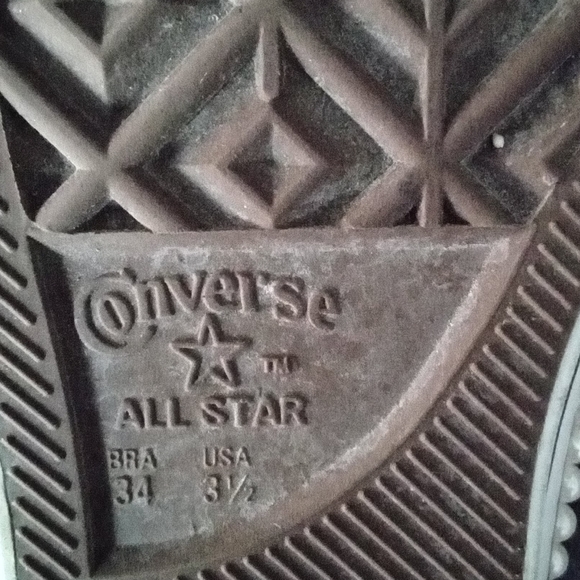 Converse
TM
ALL STAR
BRA USA
34 3½